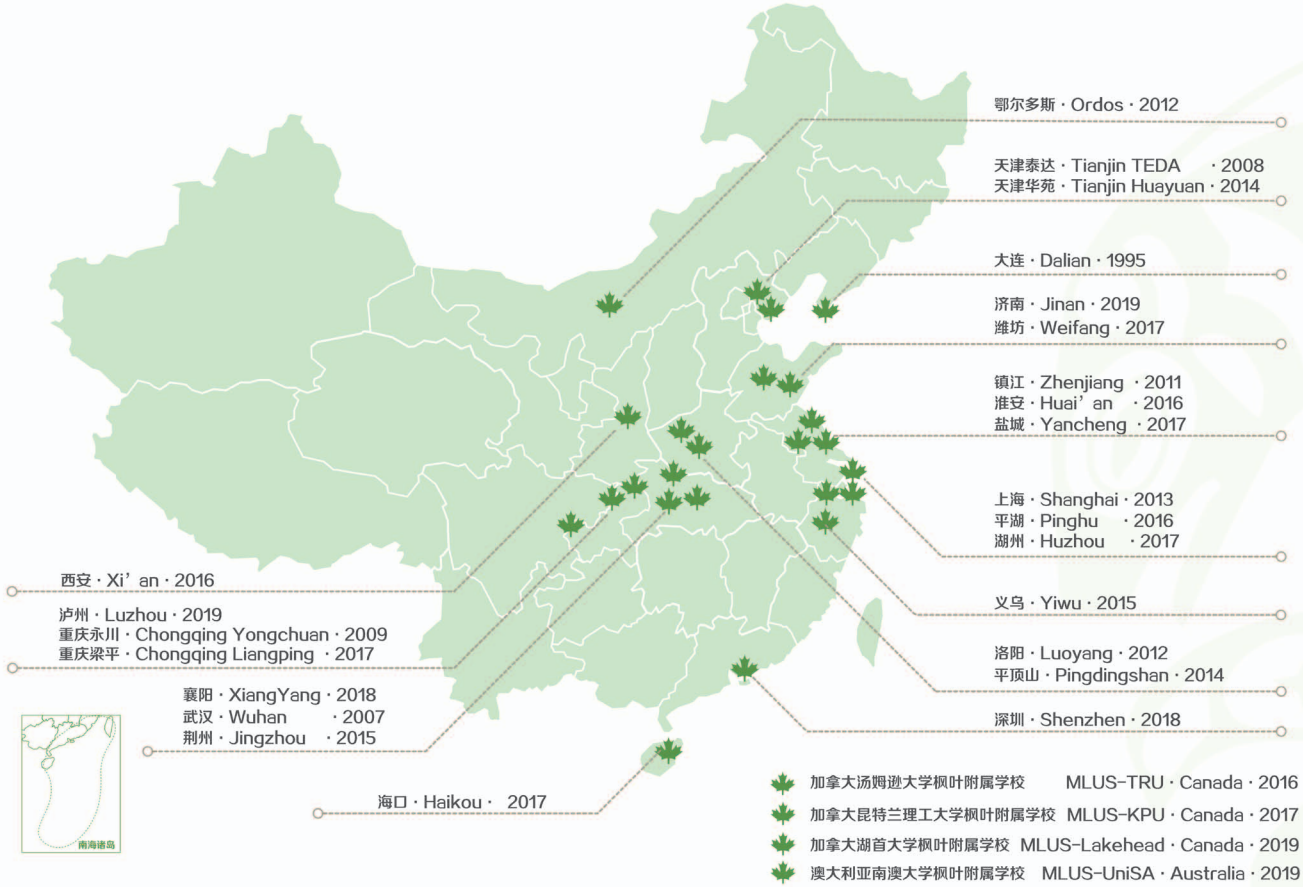 鄂尔多斯 · Ordos · 2012
天津泰达 · Tianjin TEDA · 2008
天津华苑 · Tianjin Huayuan · 2014
大连 · Dalian · 1995
济南 · Jinan · 2019
潍坊 · Weifang · 2017
镇江 · Zhenjiang · 2011
淮安 · Huai’an · 2016
盐城 · Yancheng · 2017
上海 · Shanghai · 2013
平湖 · Pinghu · 2016
湖州 · Huzhou · 2017
义乌 · Yiwu · 2015
洛阳 · Luoyang · 2012
平顶山 · Pingdingshan · 2014
深圳 · Shenzhen · 2018
西安 · Xi’an · 2016
泸州 · Luzhou · 2019
重庆永川 · Chongqing Yongchuan · 2009
重庆梁平 · Chongqing Liangping · 2017
襄阳 · XiangYang · 2018
武汉 · Wuhan · 2007
荆州 · Jingzhou · 2015
海口 · Haikou · 2017
南海诸岛
加拿大汤姆逊大学枫叶附属学校 MLUS-TRU · Canada · 2016
加拿大昆特兰理工大学枫叶附属学校 MLUS-KPU · Canada · 2017
加拿大湖首大学枫叶附属学校 MLUS-Lakehead · Canada · 2019
澳大利亚南澳大学枫叶附属学校 MLUS-UniSA · Australia · 2019